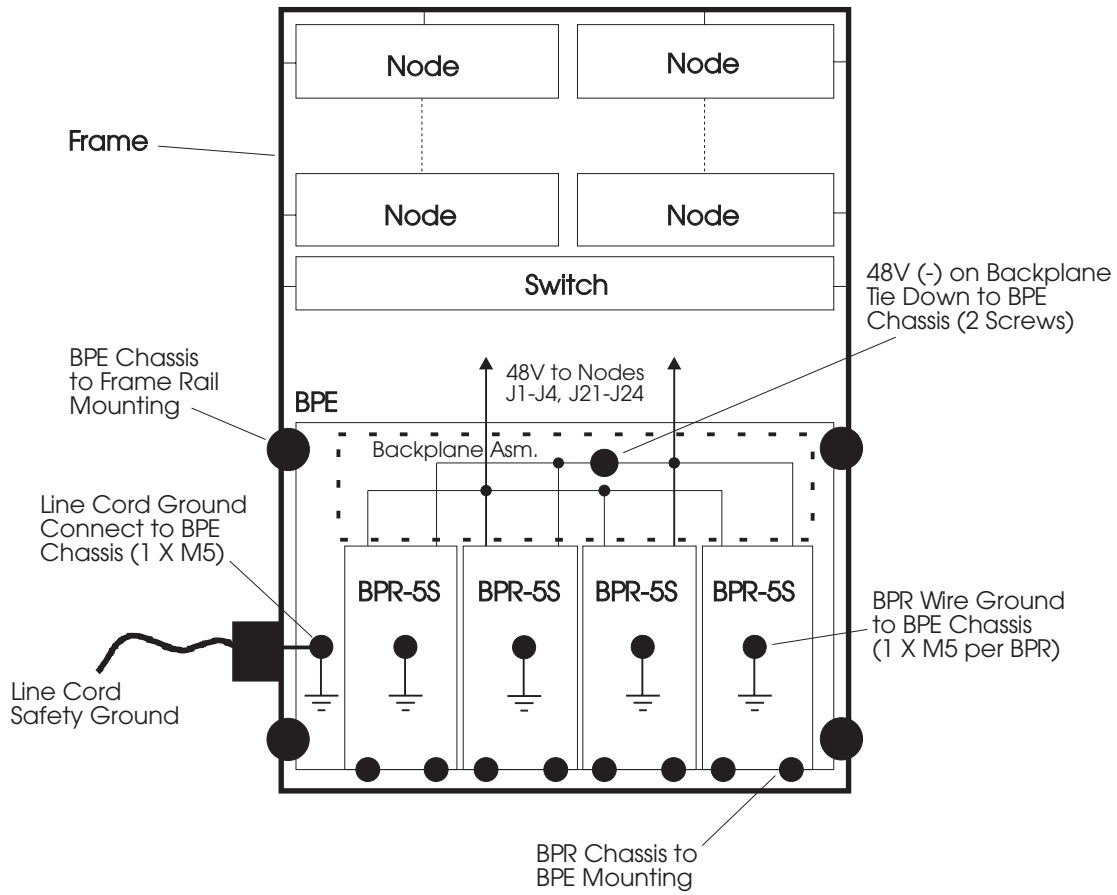 Node
Node
Frame
Node
Node
Switch
48V (-) on Backplane
Tie Down to BPE
Chassis (2 Screws)
BPE Chassis
to Frame Rail
Mounting
48V to Nodes
J1-J4, J21-J24
BPE
Backplane Asm.
Line Cord Ground
Connect to BPE
Chassis (1 X M5)
BPR-5S
BPR-5S
BPR-5S
BPR-5S
BPR Wire Ground
to BPE Chassis
(1 X M5 per BPR)
Line Cord
Safety Ground
BPR Chassis to
BPE Mounting